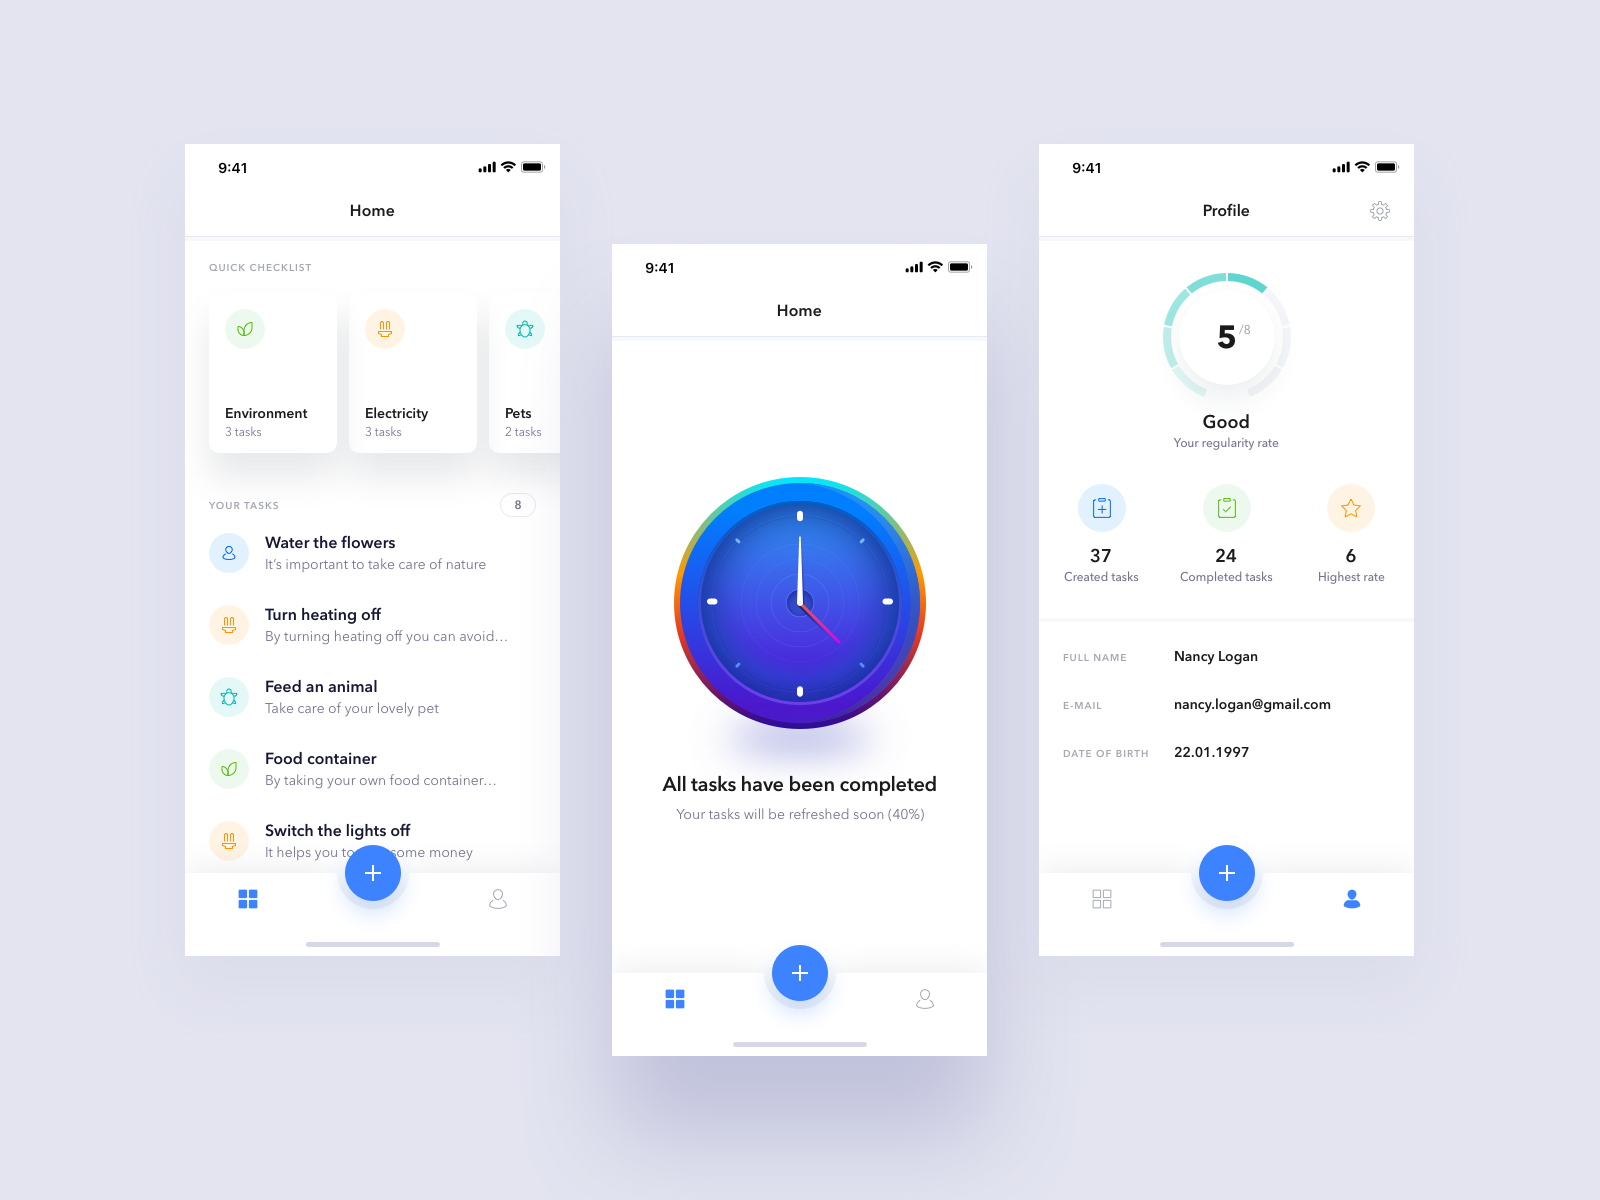 9:41
Home
QUICK CHECKLIST
Environment
3 tasks
Electricity
3 tasks
Pets
2 tasks
YOUR TASKS
8
Water the flowers
It's important to take care of nature
Turn heating off
By turning heating off you can avoid...
Feed an animal
Take care of your lovely pet
Food container
By taking your own food container...
Switch the lights off
It helps you to some money
9:41
Home
All tasks have been completed
Your tasks will be refreshed soon (40%)
9:41
Profile
5/8
Good
Your regularity rate
37
Created tasks
24
Completed tasks
6
Highest rate
FULL NAME
Nancy Logan
E-MAIL
nancy.logan@gmail.com
DATE OF BIRTH
22.01.1997